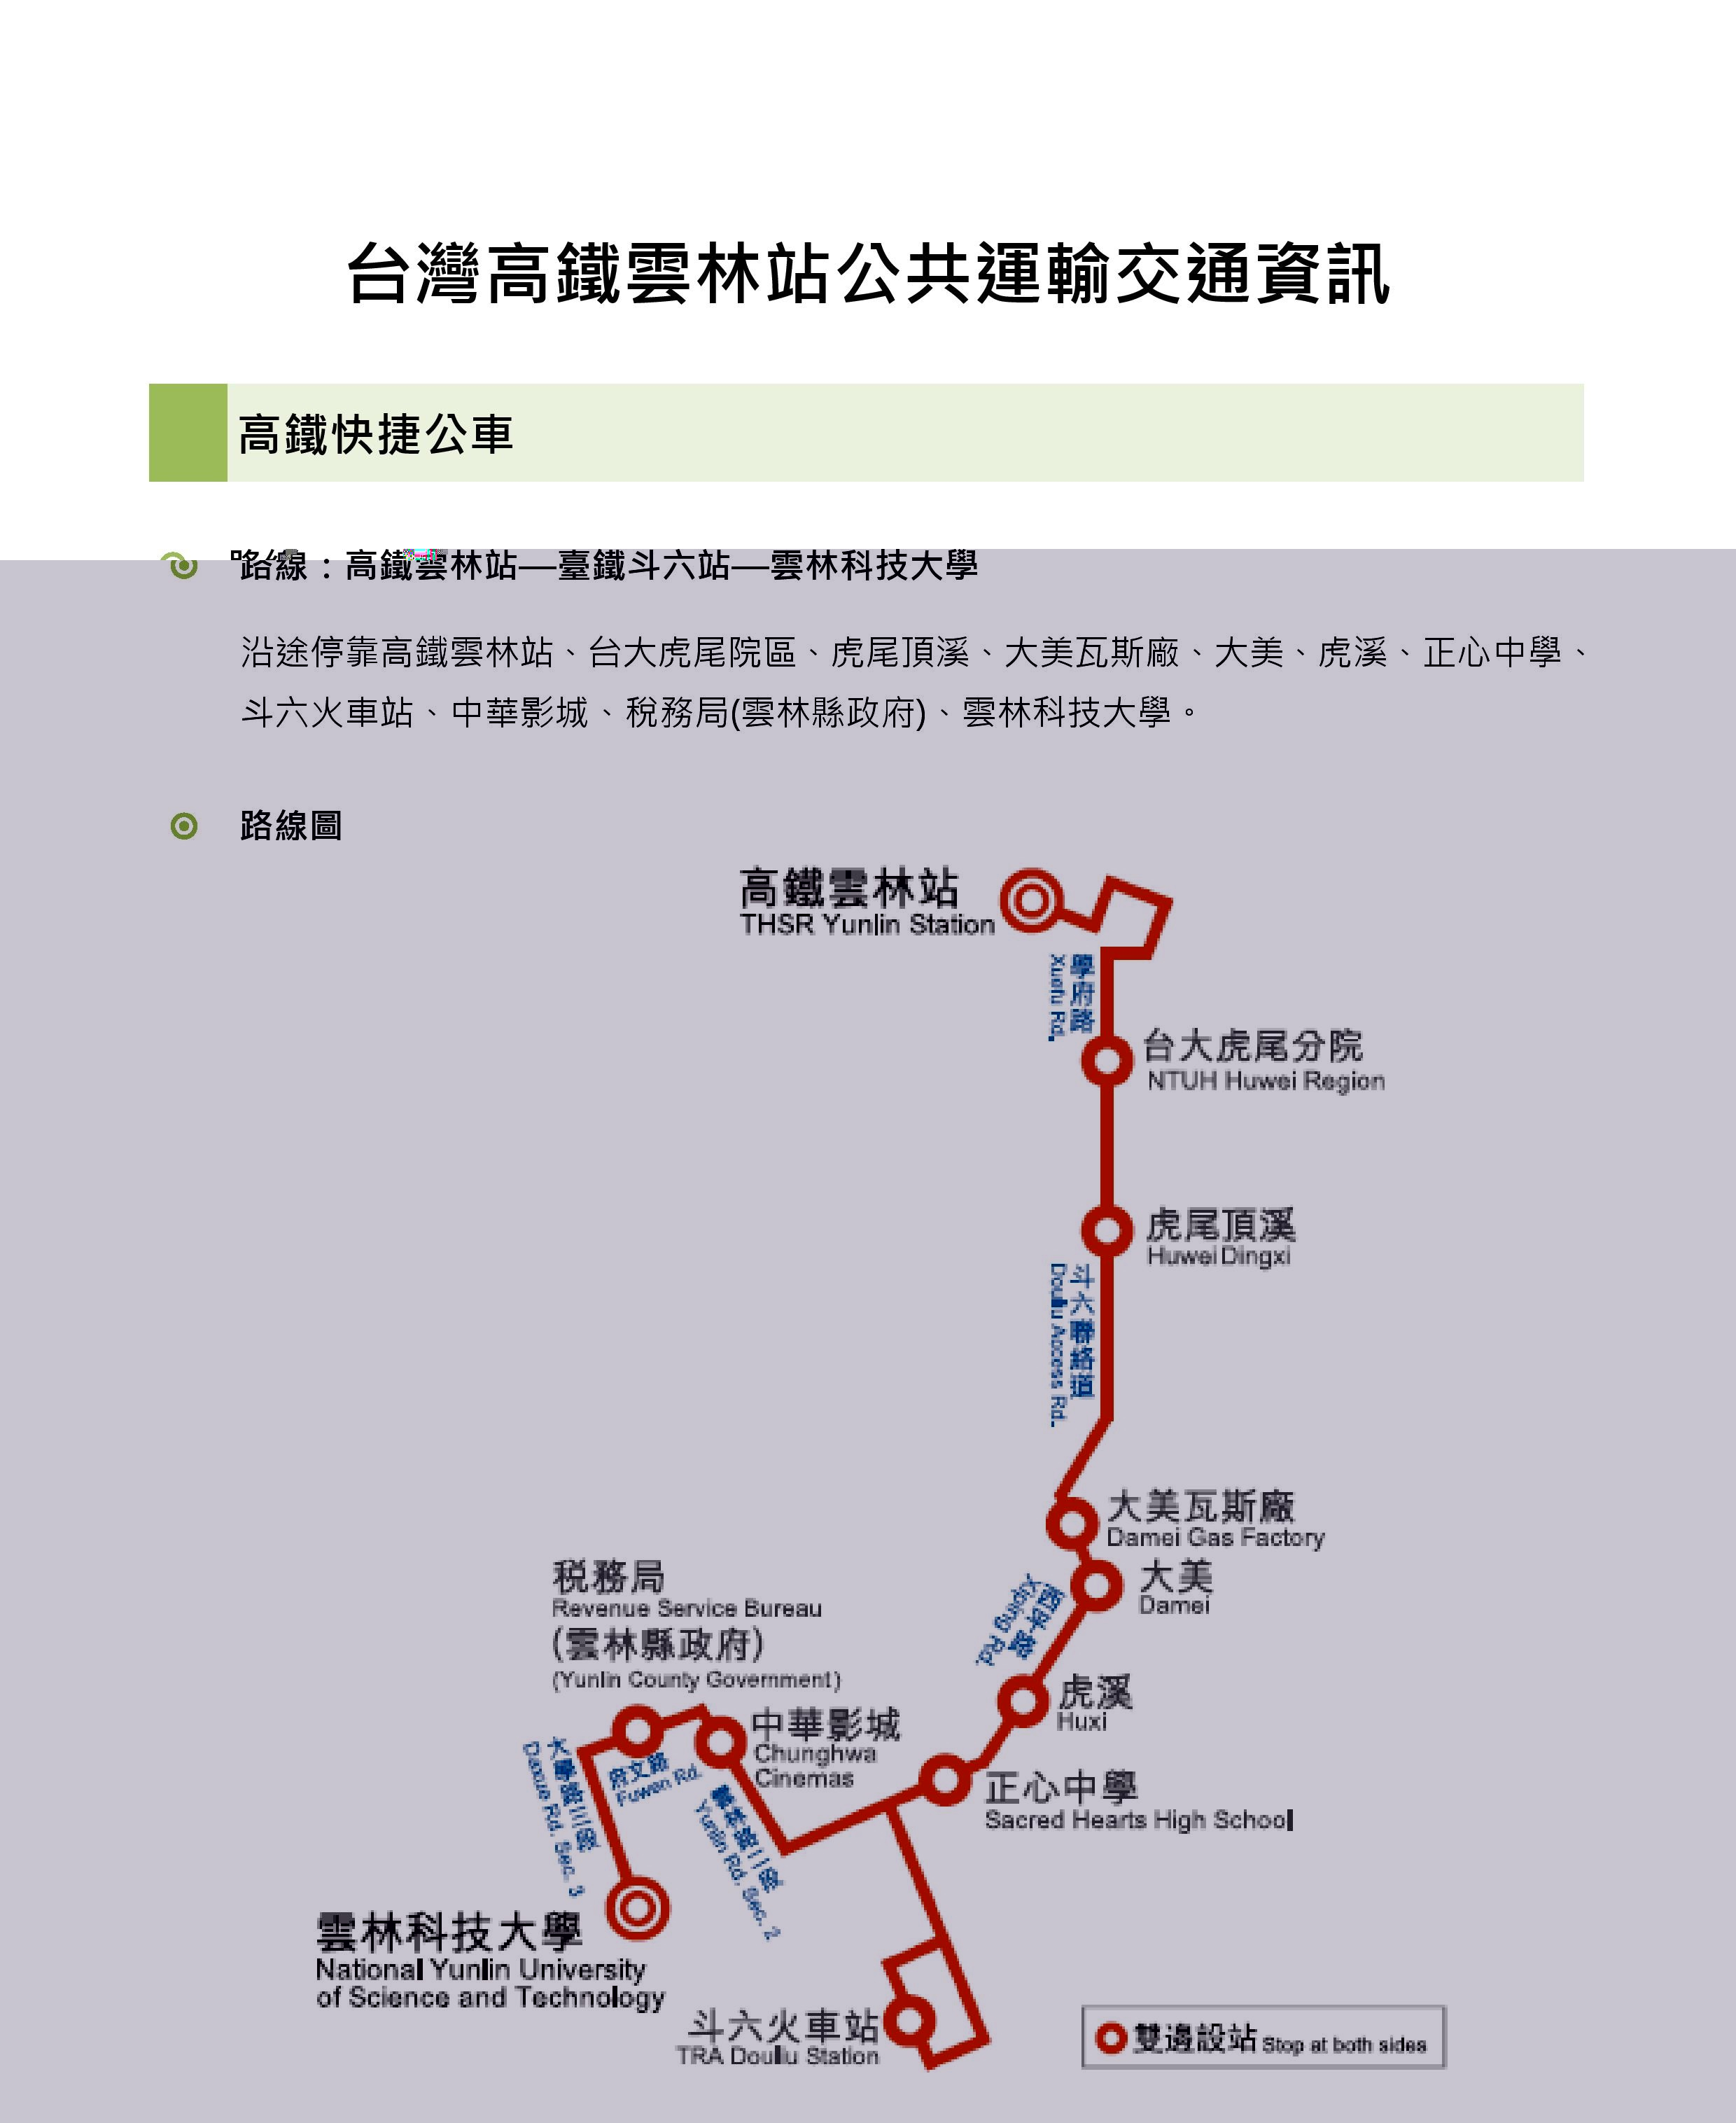 台灣高鐵雲林站公共運輸交通資訊
高鐵快捷公車
路線：高鐵雲林站—臺鐵斗六站—雲林科技大學
沿途停靠高鐵雲林站、台大虎尾院區、虎尾頂溪、大美瓦斯廠、大美、虎溪、正心中學、
斗六火車站、中華影城、稅務局(雲林縣政府)、雲林科技大學。
路線圖
高鐵雲林站
THSR Yunlin Station
學府路
Xuefu Rd.
台大虎尾分院
NTUH Huwei Region
虎尾頂溪
Huwei Dingxi
斗六聯絡道
Douliu Access Rd.
大美瓦斯廠
Damei Gas Factory
大美
Damei
西平路
Xiping Rd.
虎溪
Huxi
正心中學
Sacred Hearts High School
稅務局
Revenue Service Bureau
(雲林縣政府)
(Yunlin County Government)
中華影城
Chunghwa
Cinemas
府文路
Fuwen Rd.
大學路三段
Daxue Rd. Sec. 3
雲林路二段
Yunlin Rd. Sec. 2
雲林科技大學
National Yunlin University
of Science and Technology
斗六火車站
TRA Douliu Station
雙邊設站 Stop at both sides